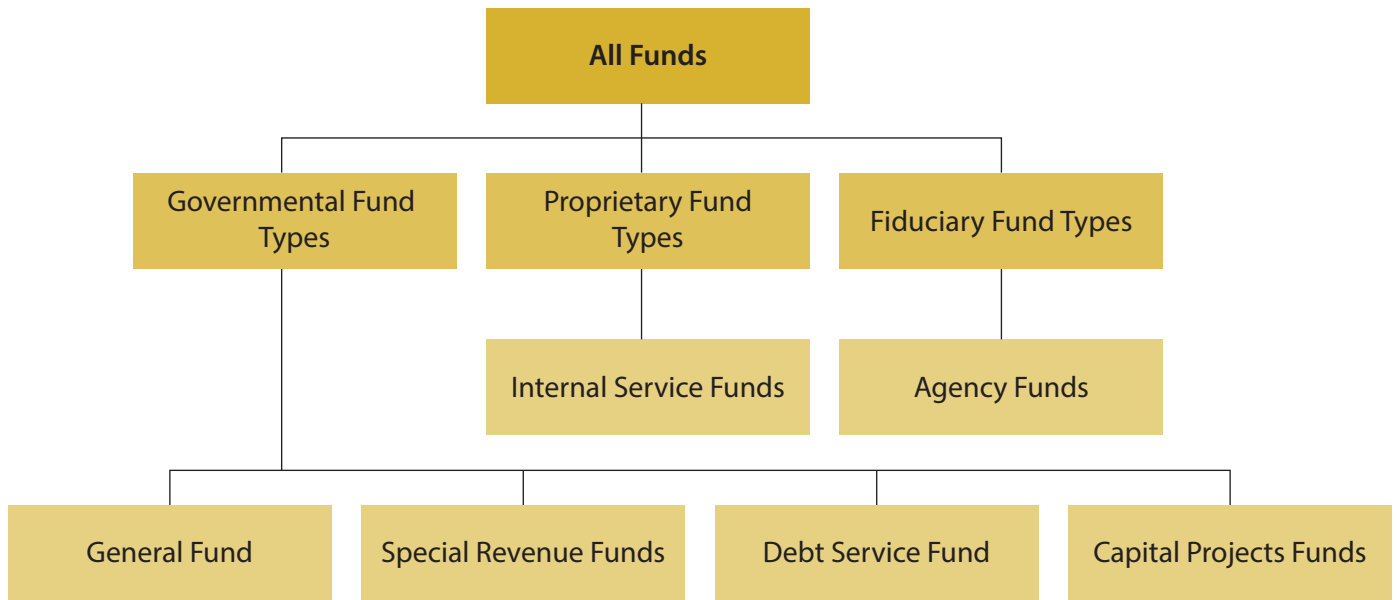 All Funds
Governmental Fund
Types
Proprietary Fund
Types
Fiduciary Fund Types
Internal Service Funds
Agency Funds
General Fund
Special Revenue Funds
Debt Service Fund
Capital Projects Funds